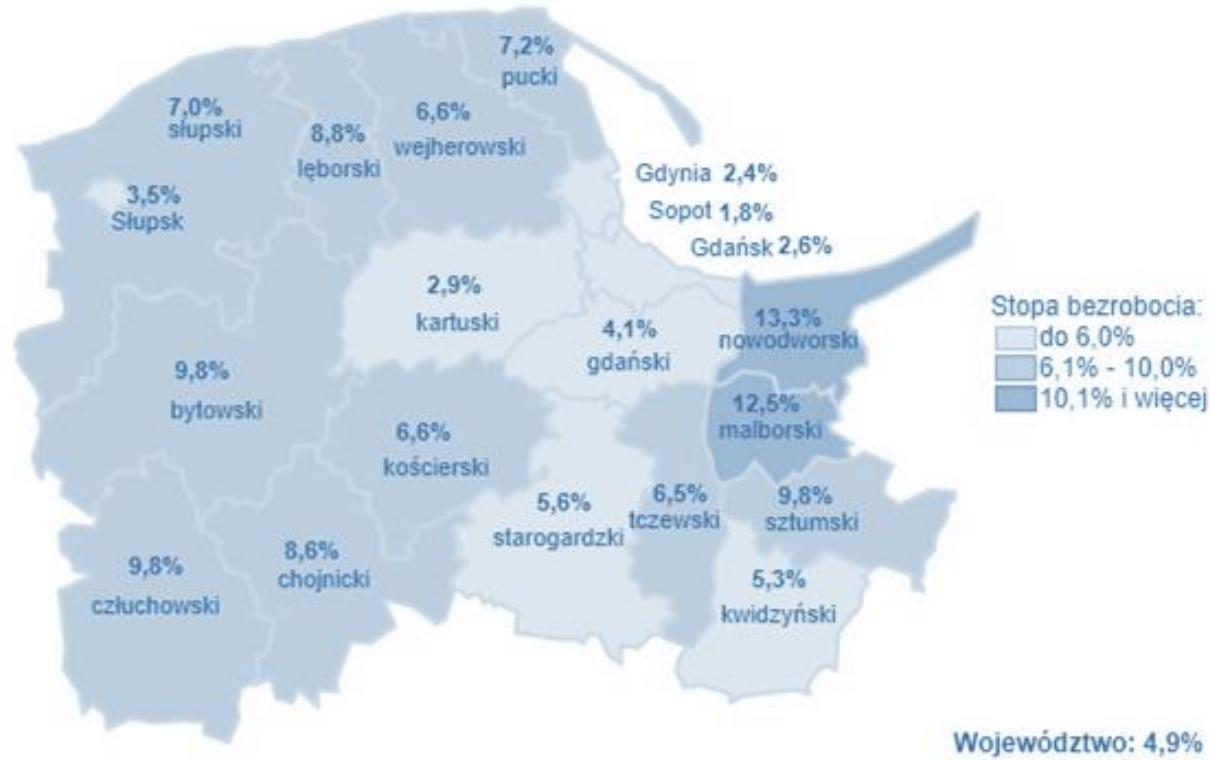 7,2%
pucki
7,0%
słupski
6,6%
wejherowski
8,8%
lęborski
Gdynia 2,4%
3,5%
Słupsk
Sopot 1,8%
Gdańsk 2,6%
2,9%
kartuski
4,1%
gdański
13,3%
nowodworski
Stopa bezrobocia:
do 6,0%
6,1% - 10,0%
10,1% i więcej
9,8%
bytowski
12,5%
malborski
6,6%
kościerski
5,6%
starogardzki
6,5%
tczewski
9,8%
sztumski
8,6%
chojnicki
9,8%
człuchowski
5,3%
kwidzyński
Województwo: 4,9%